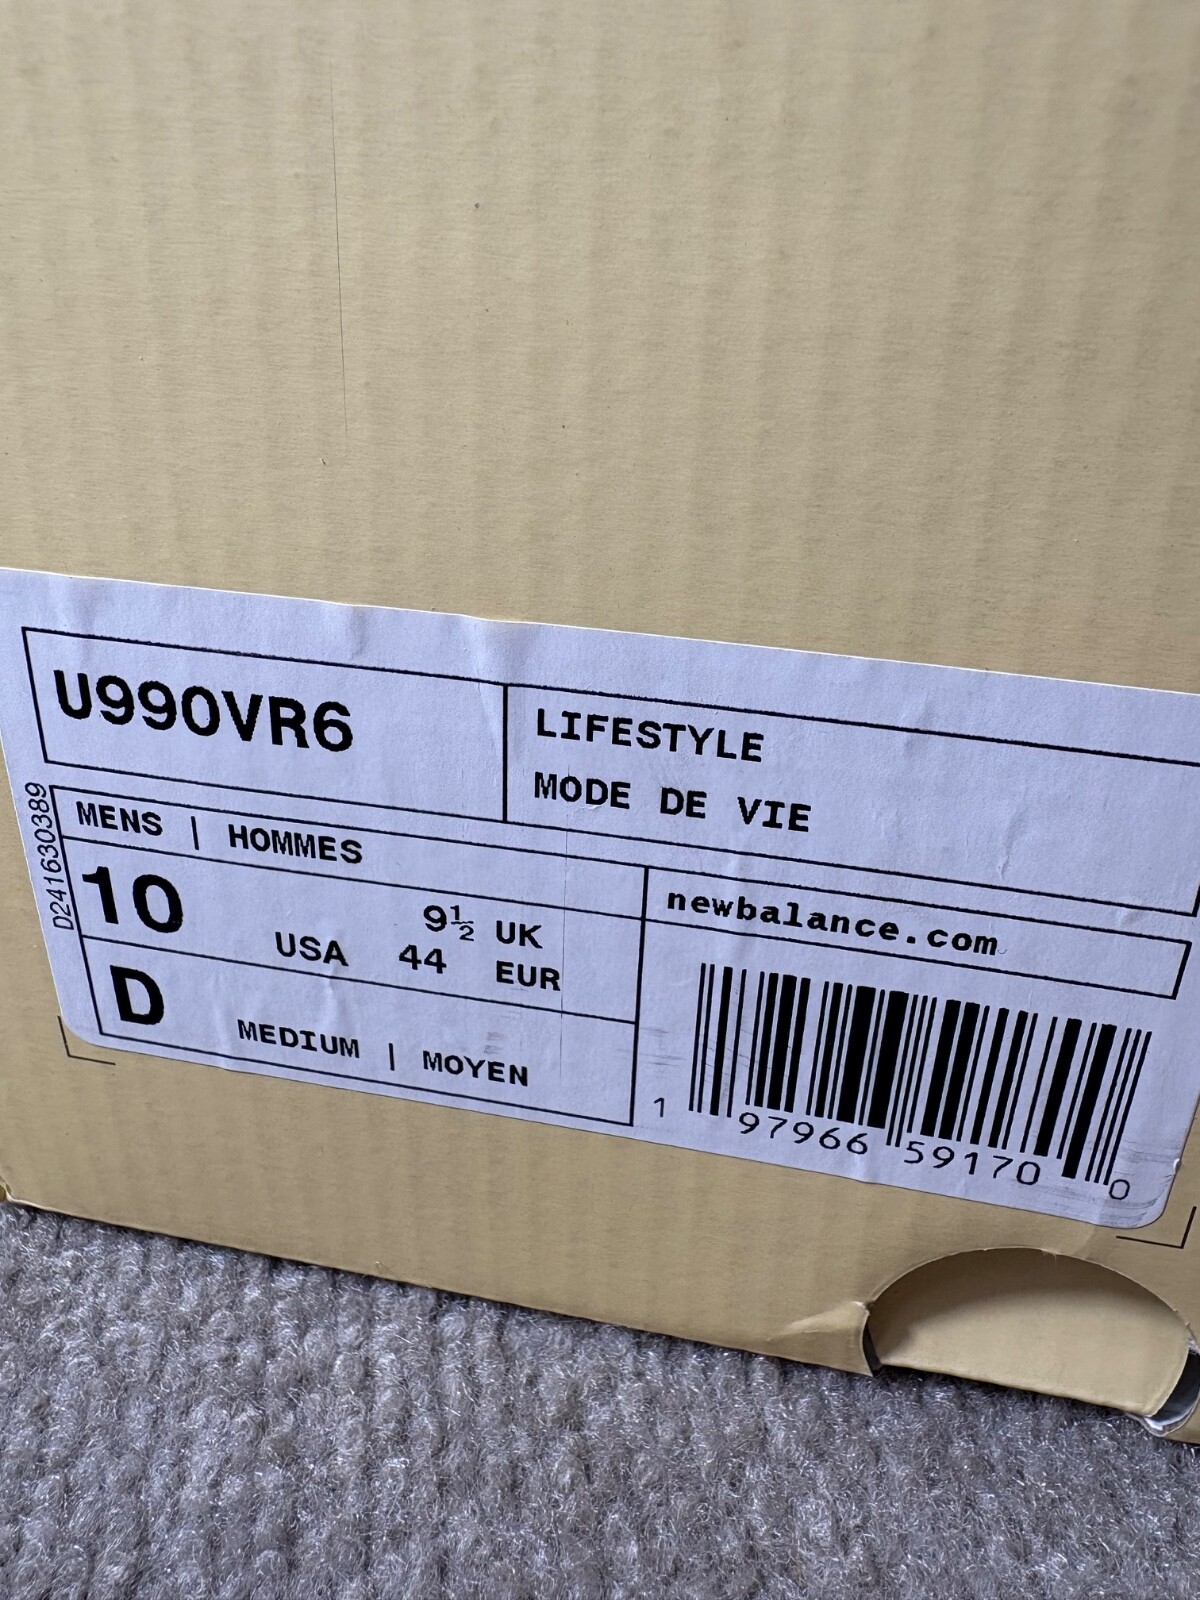 U990VR6
LIFESTYLE
MODE DE VIE
D241630389
MENS | HOMMES
10
USA
9½ UK
44 EUR
D
MEDIUM | MOYEN
newbalance.com
1 97966 59170 0